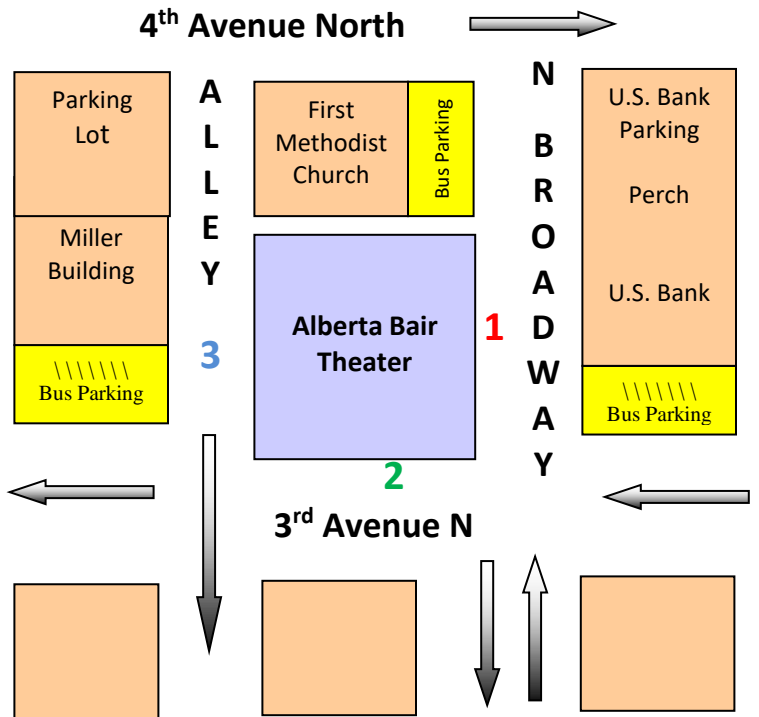 4th Avenue North
Parking
Lot
ALLEY
First
Methodist
Church
Bus Parking
N BROADWAY
U.S. Bank
Parking
Perch
U.S. Bank
Miller
Building
Alberta Bair
Theater
1
2
3
\ \ \ \ \ \ \
Bus Parking
\ \ \ \ \ \ \
Bus Parking
3rd Avenue N